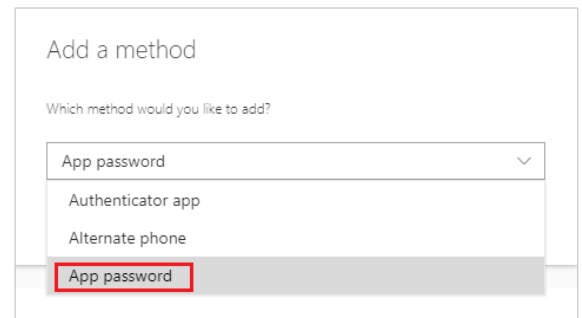 Add a method
Which method would you like to add?
App password
Authenticator app
Alternate phone
App password